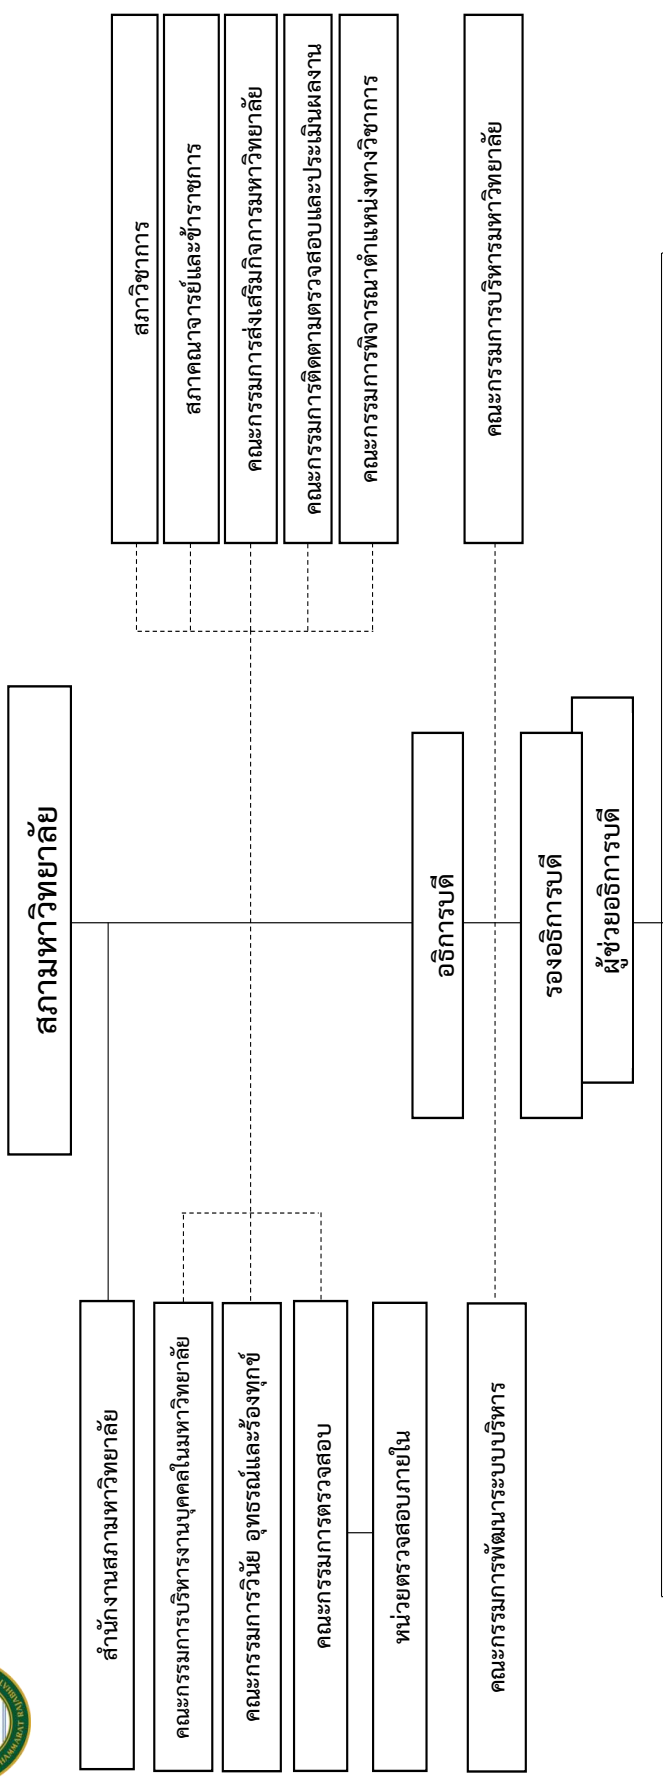 สภามหาวิทยาลัย
สำนักงานสภามหาวิทยาลัย
สภาวิชาการ
คณะกรรมการบริหารงานบุคคลในมหาวิทยาลัย
สภาคณาจารย์และข้าราชการ
คณะกรรมการวินัย อุทธรณ์และร้องทุกข์
คณะกรรมการส่งเสริมกิจการมหาวิทยาลัย
คณะกรรมการตรวจสอบ
คณะกรรมการติดตามตรวจสอบและประเมินผลงาน
หน่วยตรวจสอบภายใน
คณะกรรมการพิจารณาตำแหน่งทางวิชาการ
อธิการบดี
คณะกรรมการพัฒนาระบบบริหาร
คณะกรรมการบริหารมหาวิทยาลัย
รองอธิการบดี
ผู้ช่วยอธิการบดี